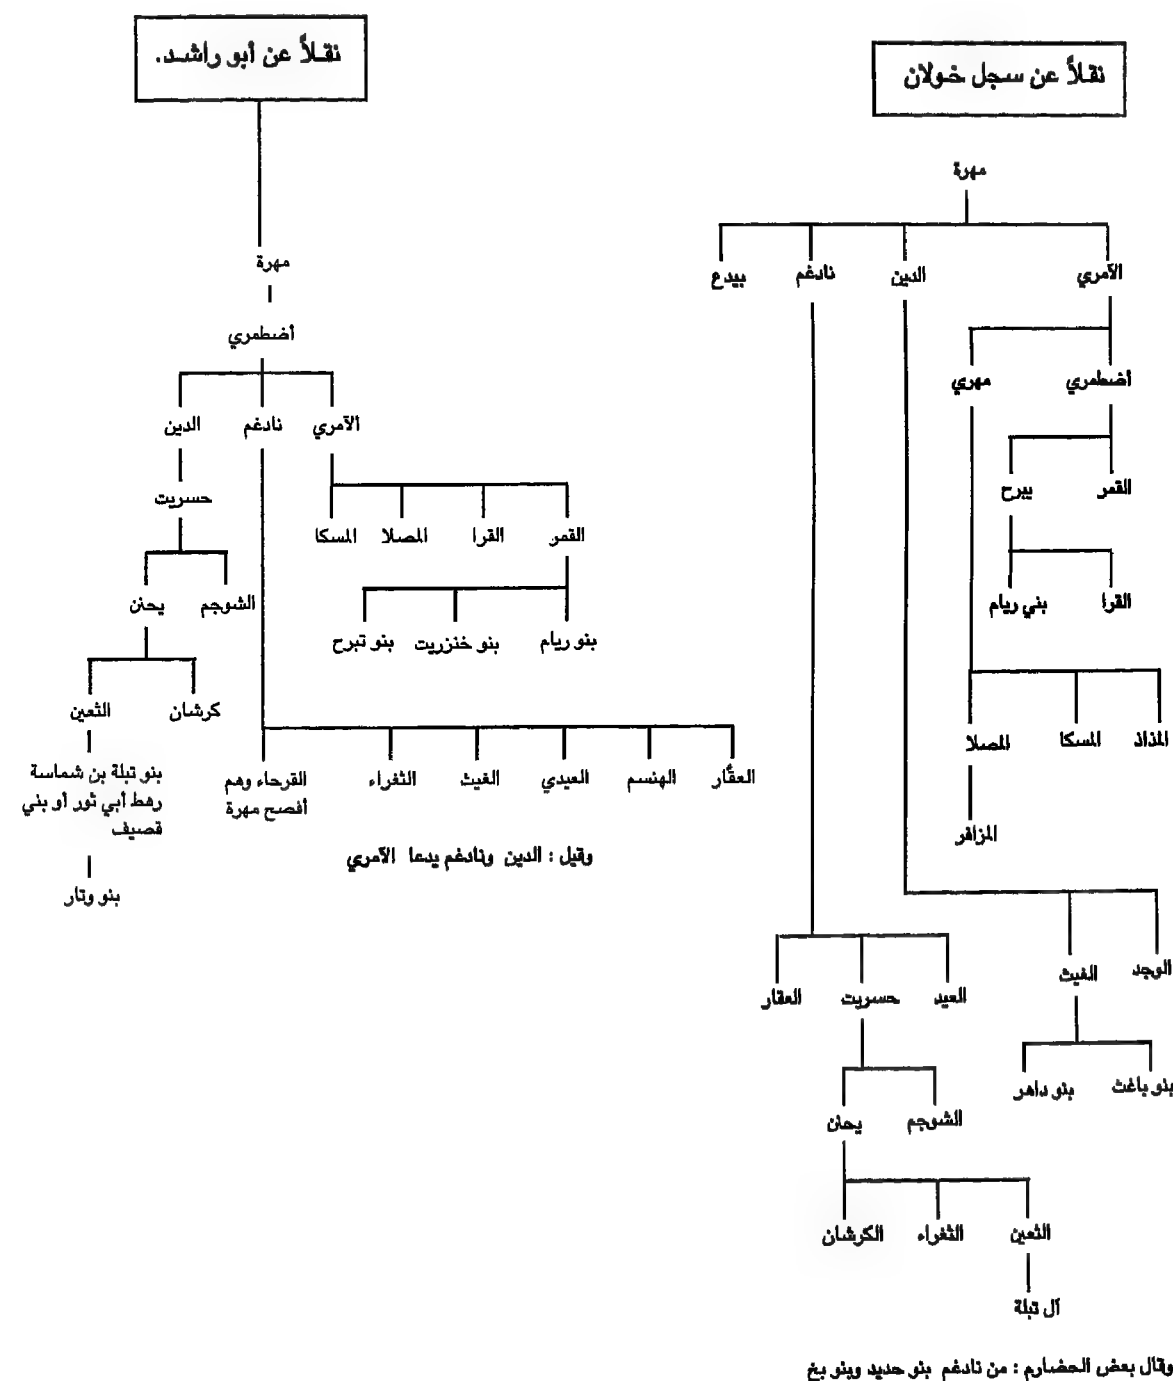 نقلاً عن سجل خولان
مهرة
الآمري الدين نادغم بيدع
أضطمري مهري
القمر بيرح
القرا بني ريام
المذاذ المسكا المصلا
المزافر
الوجد الغيث
بنو باغث بنو داهر
العيد حسريت العقار
الشوجم يحنن
الثعين الثغراء الكرشان
آل تبلة
وقال بعض الحضارم : من نادغم بنو حديد وبنو بخ
نقـلاً عن أبو راشـد.
مهرة
أضطمري
الآمري نادغم الدين
القمر القرا المصلا المسكا
بنو ريام بنو خنزريت بنو تبرح
حسريت
الشوجم يحنن
كرشان الثعين
بنو تبلة بن شماسة
رهط أبي ثور أو بني
قصيف
بنو وتار
العقَّار الهنسم العيدي الغيث الثغراء القرحاء وهم
أفصح مهرة
وقيل : الدين ونادغم يدعا الآمري